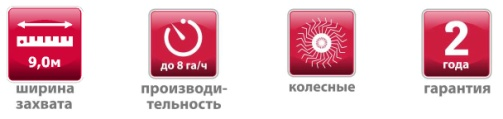 9,0м
ширина
захвата
до 8 га/ч
производи-
тельность
колесные
2
года
гарантия